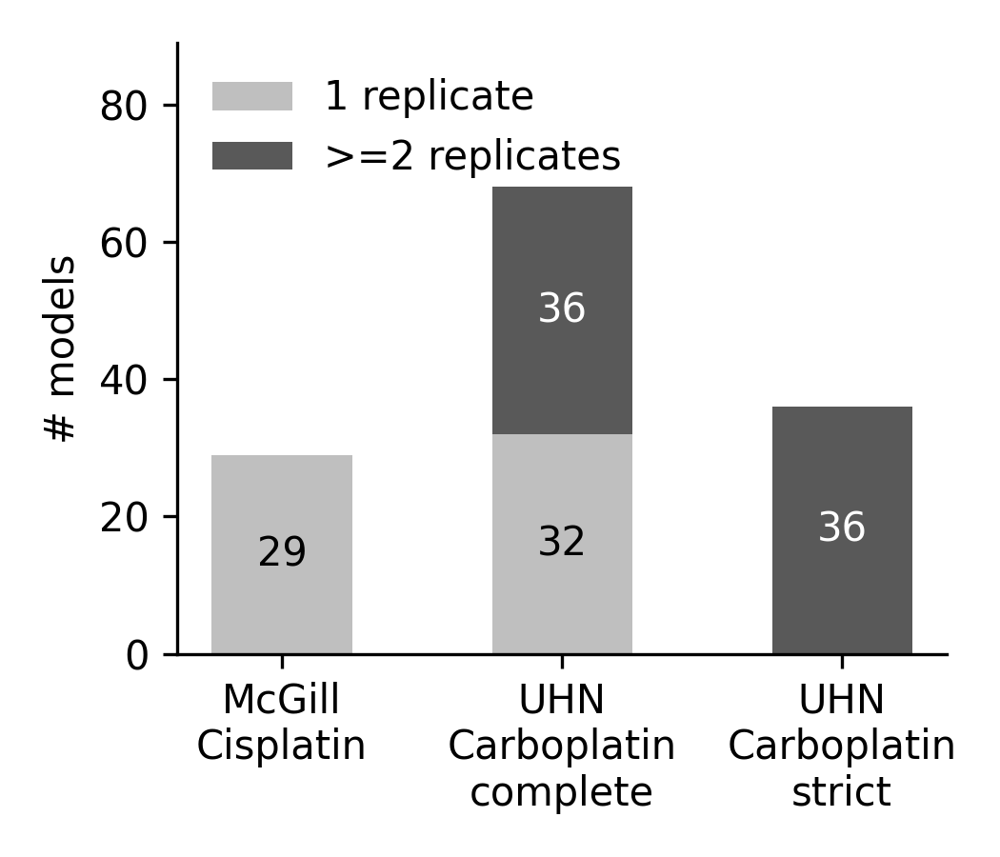 80
60
40
20
0
# models
1 replicate
>=2 replicates
29
36
32
36
McGill
Cisplatin
UHN
Carboplatin
complete
UHN
Carboplatin
strict